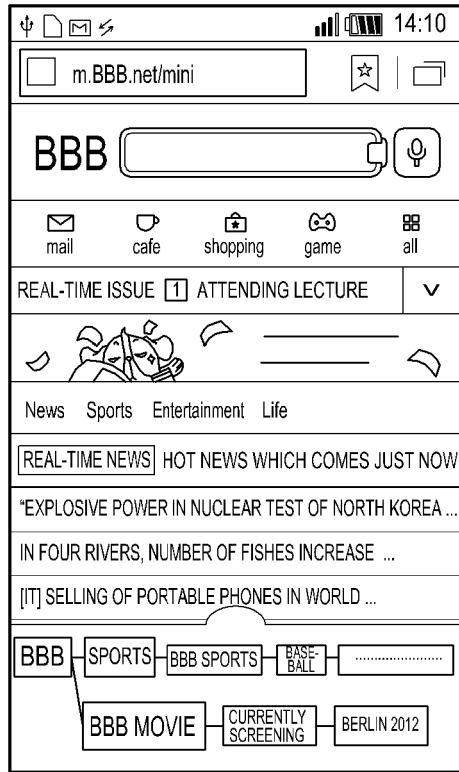 14:10
m.BBB.net/mini
BBB
mail cafe shopping game all
REAL-TIME ISSUE 1 ATTENDING LECTURE
News Sports Entertainment Life
REAL-TIME NEWS HOT NEWS WHICH COMES JUST NOW
“EXPLOSIVE POWER IN NUCLEAR TEST OF NORTH KOREA ...
IN FOUR RIVERS, NUMBER OF FISHES INCREASE ...
[IT] SELLING OF PORTABLE PHONES IN WORLD ...
BBB SPORTS BBB SPORTS BASE-
BALL
BBB MOVIE CURRENTLY
SCREENING BERLIN 2012